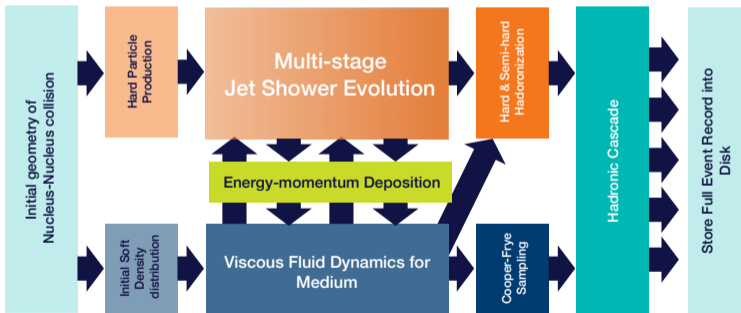 Initial geometry of
Nucleus-Nucleus collision
Hard Particle
Production
Multi-stage
Jet Shower Evolution
Hard & Semi-hard
Hadoronization
Hadronic Cascade
Store Full Event Record into
Disk
Energy-momentum Deposition
Initial Soft
Density
distribution
Viscous Fluid Dynamics for
Medium
Cooper-Frye
Sampling